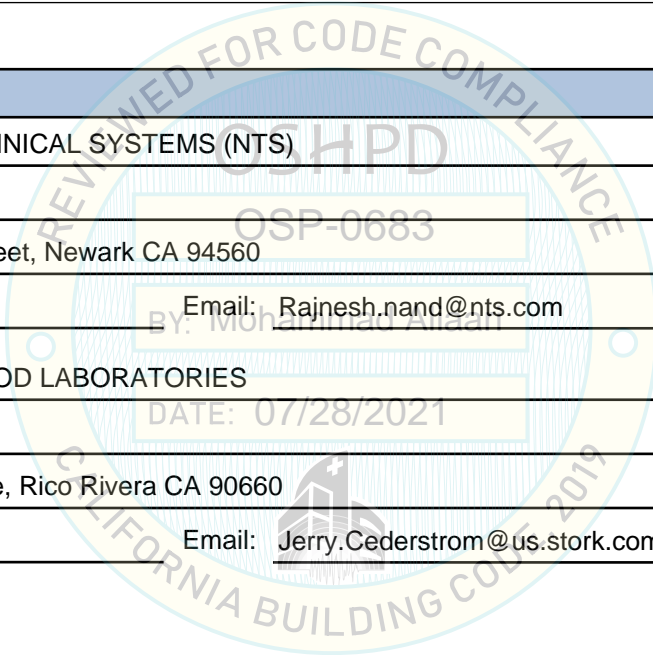 REVIEWED FOR CODE COMPLIANCE
OSHPD
NICAL SYSTEMS (NTS)
OSP-0683
eet, Newark CA 94560
Email: Rajnesh.nand@nts.com
BY: Mohammad
OD LABORATORIES
DATE: 07/28/2021
e, Rico Rivera CA 90660
Email: Jerry.Cederstrom@us.stork.com
CALIFORNIA BUILDING CODE, 2019